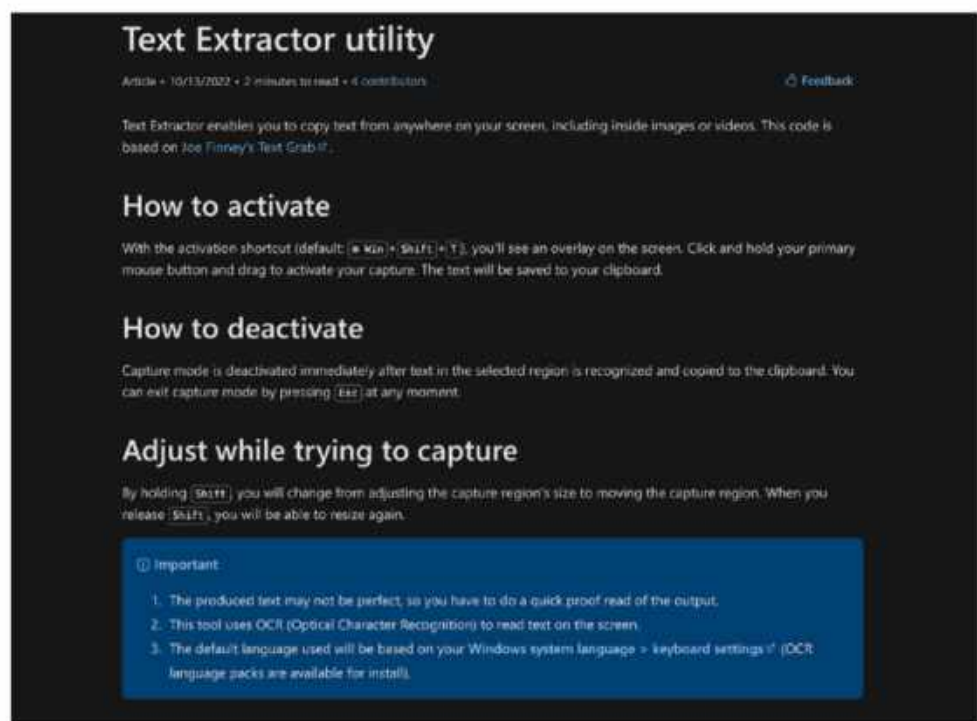 Text Extractor utility
Article • 10/13/2022 • 2 minutes to read • 4 contributors
Feedback
Text Extractor enables you to copy text from anywhere on your screen, including inside images or videos. This code is
based on Joe Finney's Text Grab.
How to activate
With the activation shortcut (default: ⊞ Win+Shift+T), you'll see an overlay on the screen. Click and hold your primary
mouse button and drag to activate your capture. The text will be saved to your clipboard.
How to deactivate
Capture mode is deactivated immediately after text in the selected region is recognized and copied to the clipboard. You
can exit capture mode by pressing Esc at any moment.
Adjust while trying to capture
By holding Shift, you will change from adjusting the capture region's size to moving the capture region. When you
release Shift, you will be able to resize again.
Important
1. The produced text may not be perfect, so you have to do a quick proof read of the output.
2. This tool uses OCR (Optical Character Recognition) to read text on the screen.
3. The default language used will be based on your Windows system language > keyboard settings (OCR
language packs are available for install).